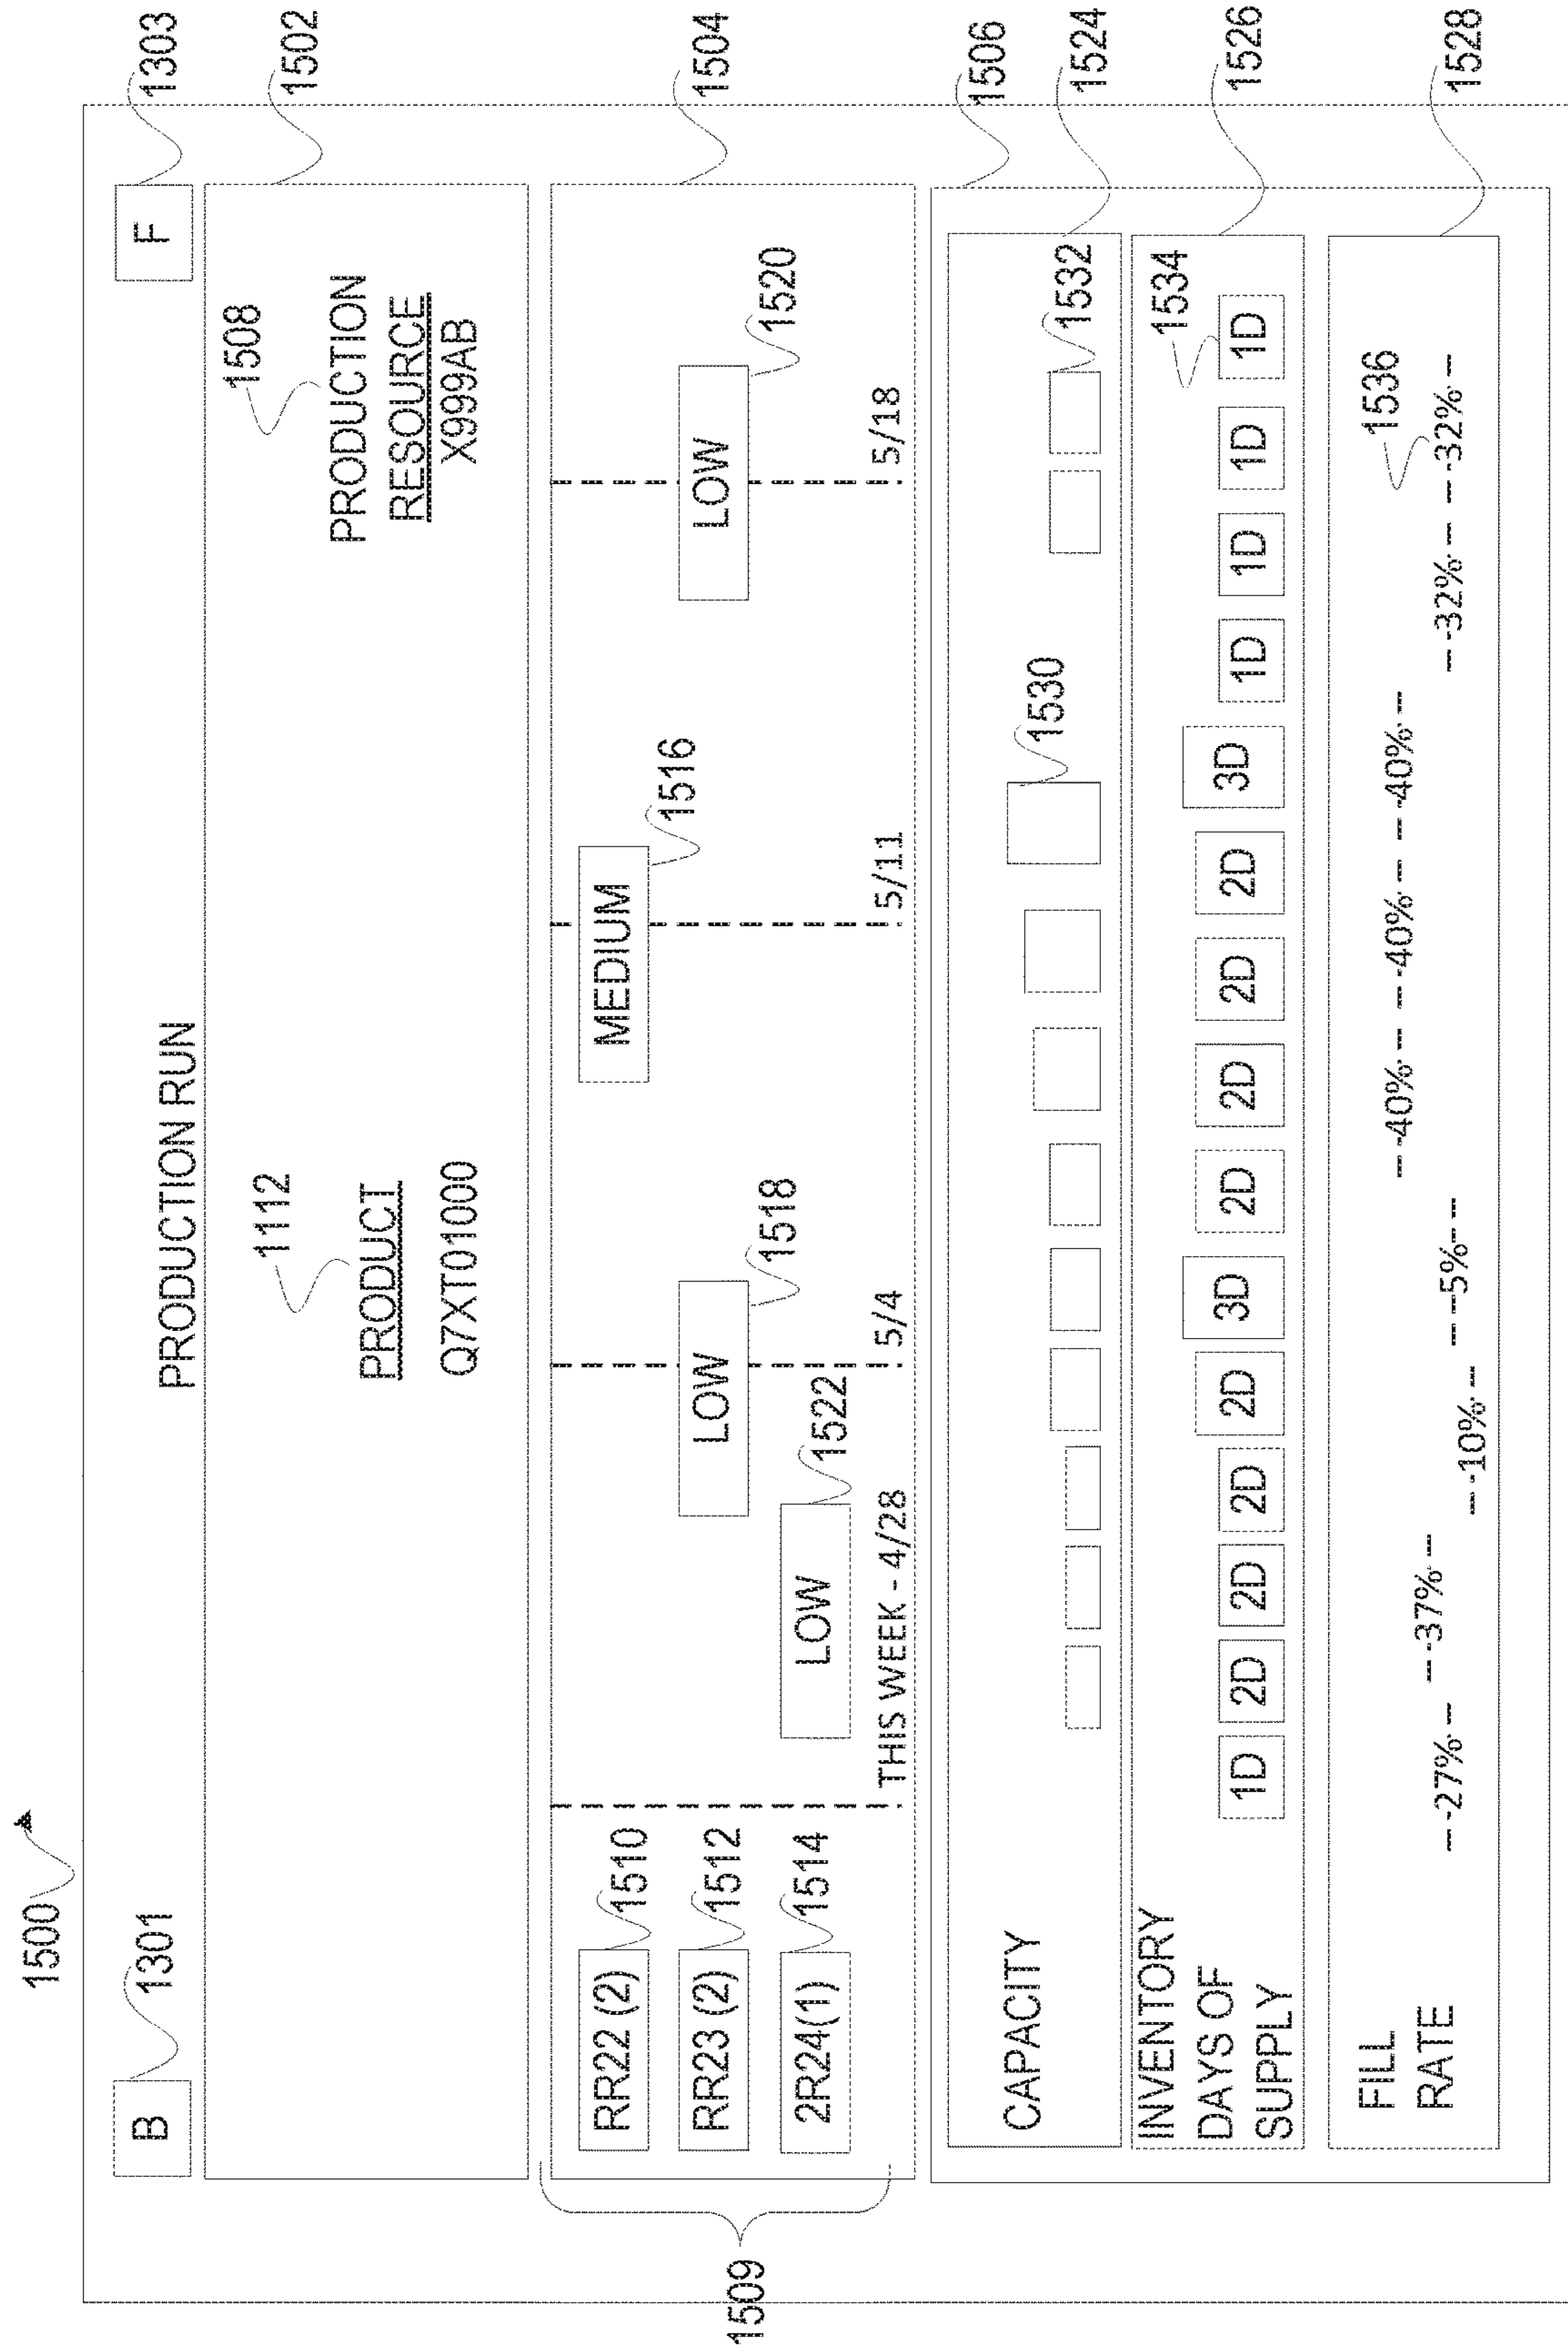 1500
B
1301
PRODUCTION RUN
F
1303
1502
1112
PRODUCT
Q7XT01000
1508
PRODUCTION
RESOURCE
X999AB
1504
1509
RR22 (2)
1510
RR23 (2)
1512
2R24(1)
1514
MEDIUM
1516
LOW
1518
LOW
1520
LOW
1522
THIS WEEK - 4/28
5/4
5/11
5/18
1506
CAPACITY
1530
1532
1524
INVENTORY
DAYS OF
SUPPLY
1D 2D 2D 2D 2D 3D 2D 2D 2D 2D 3D 1D 1D 1D 1D
1534
1526
FILL
RATE
-- -27%- --
-- -37%- --
-- -10%- --
-- --5%-- --
-- -40%- -- -- -40%- -- -- -40%- --
-- -32%- -- -- -32%- --
1536
1528